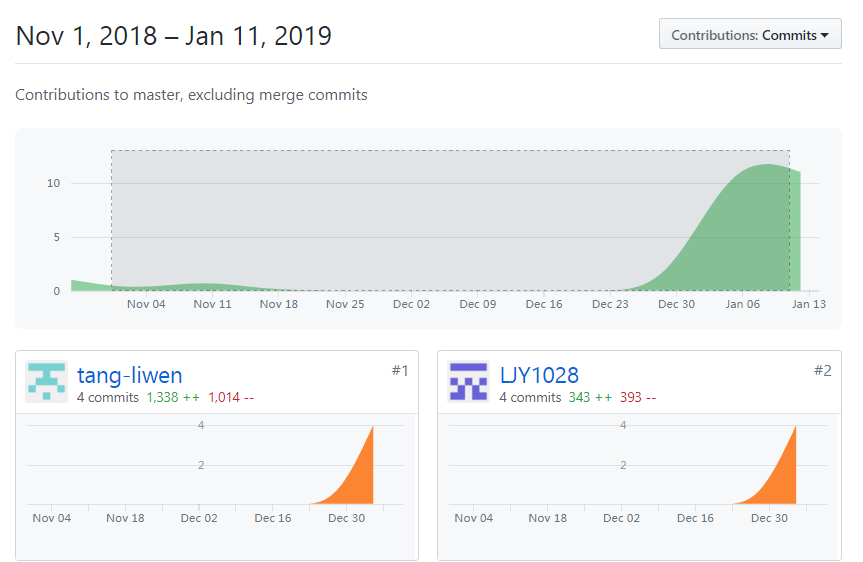 Nov 1, 2018 – Jan 11, 2019
Contributions: Commits
Contributions to master, excluding merge commits
10
5
0
Nov 04 Nov 11 Nov 18 Nov 25 Dec 02 Dec 09 Dec 16 Dec 23 Dec 30 Jan 06 Jan 13
tang-liwen #1
4 commits 1,338 ++ 1,014 --
4
2
Nov 04 Nov 18 Dec 02 Dec 16 Dec 30
LJY1028 #2
4 commits 343 ++ 393 --
4
2
Nov 04 Nov 18 Dec 02 Dec 16 Dec 30